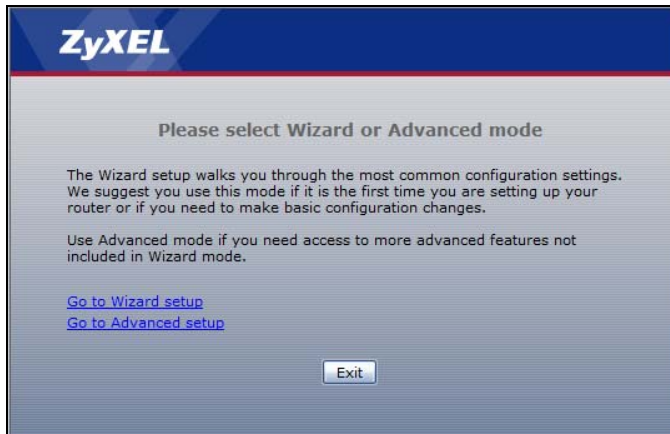 ZyXEL
Please select Wizard or Advanced mode
The Wizard setup walks you through the most common configuration settings.
We suggest you use this mode if it is the first time you are setting up your
router or if you need to make basic configuration changes.
Use Advanced mode if you need access to more advanced features not
included in Wizard mode.
Go to Wizard setup
Go to Advanced setup
Exit